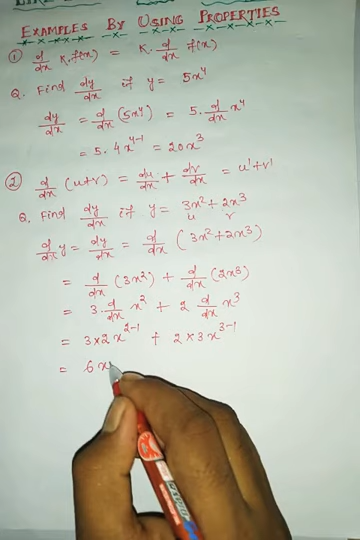 EXAMPLES BY USING PROPERTIES
① d/dx K.f(x) = K. d/dx f(x)
Q. Find dy/dx if y = 5x⁴
dy/dx = d/dx (5x⁴) = 5. d/dx x⁴
= 5. 4x⁴⁻¹ = 20x³
② d/dx (u+v) = du/dx + dv/dx = u' + v'
Q. Find dy/dx if y = 3x² + 2x³
u v
d/dx y = dy/dx = d/dx (3x² + 2x³)
= d/dx (3x²) + d/dx (2x³)
= 3. d/dx x² + 2 d/dx x³
= 3×2 x²⁻¹ + 2×3 x³⁻¹
= 6x